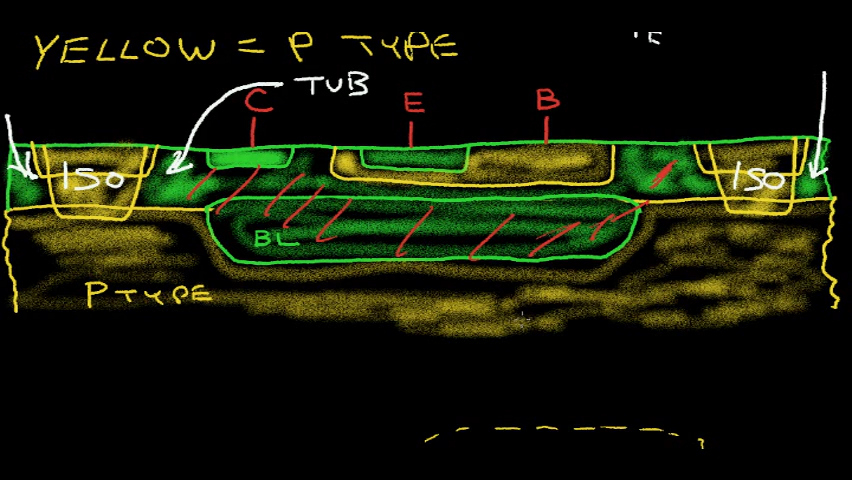 YELLOW = P TYPE
TUB
C E B
ISO ISO
BL
P TYPE